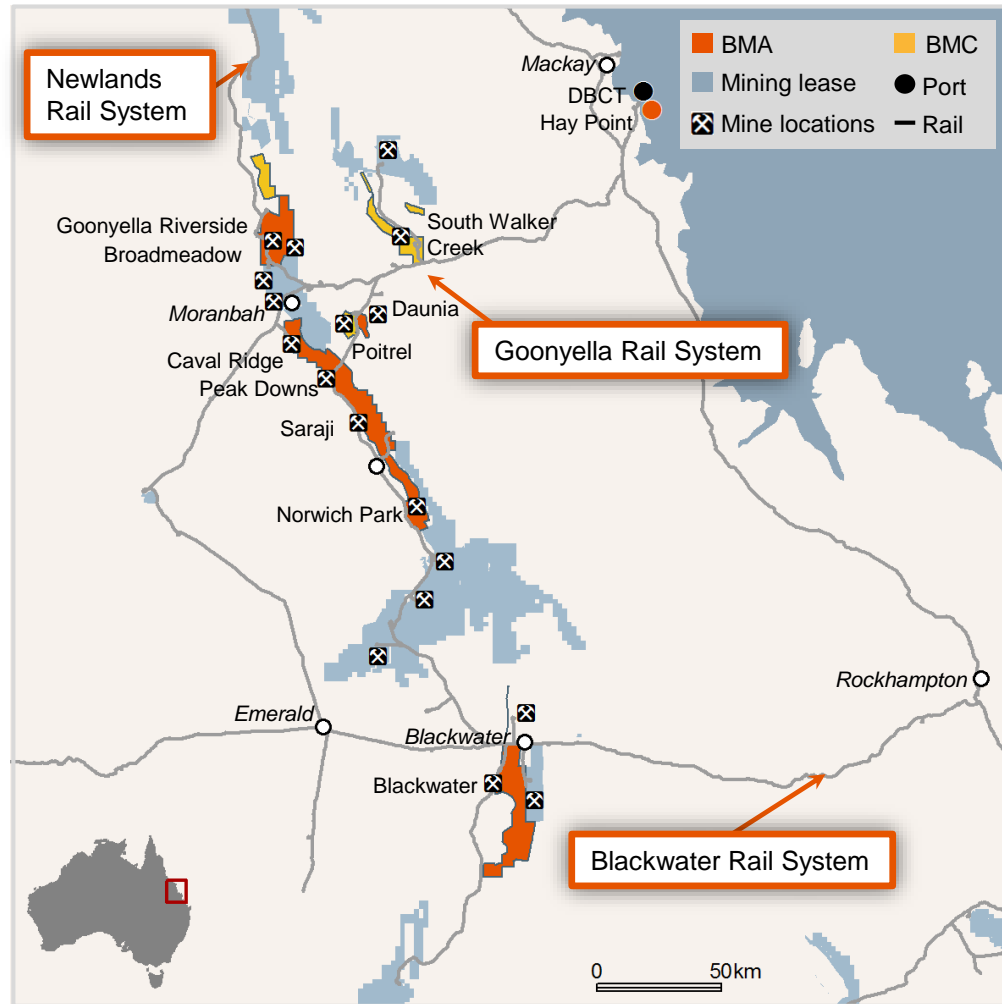 Newlands
Rail System
Mackay
DBCT
Hay Point
BMA
BMC
Mining lease
Port
Mine locations
Rail
Goonyella Riverside
Broadmeadow
South Walker
Creek
Moranbah
Daunia
Poitrel
Goonyella Rail System
Caval Ridge
Peak Downs
Saraji
Norwich Park
Rockhampton
Emerald
Blackwater
Blackwater
Blackwater Rail System
0 50km